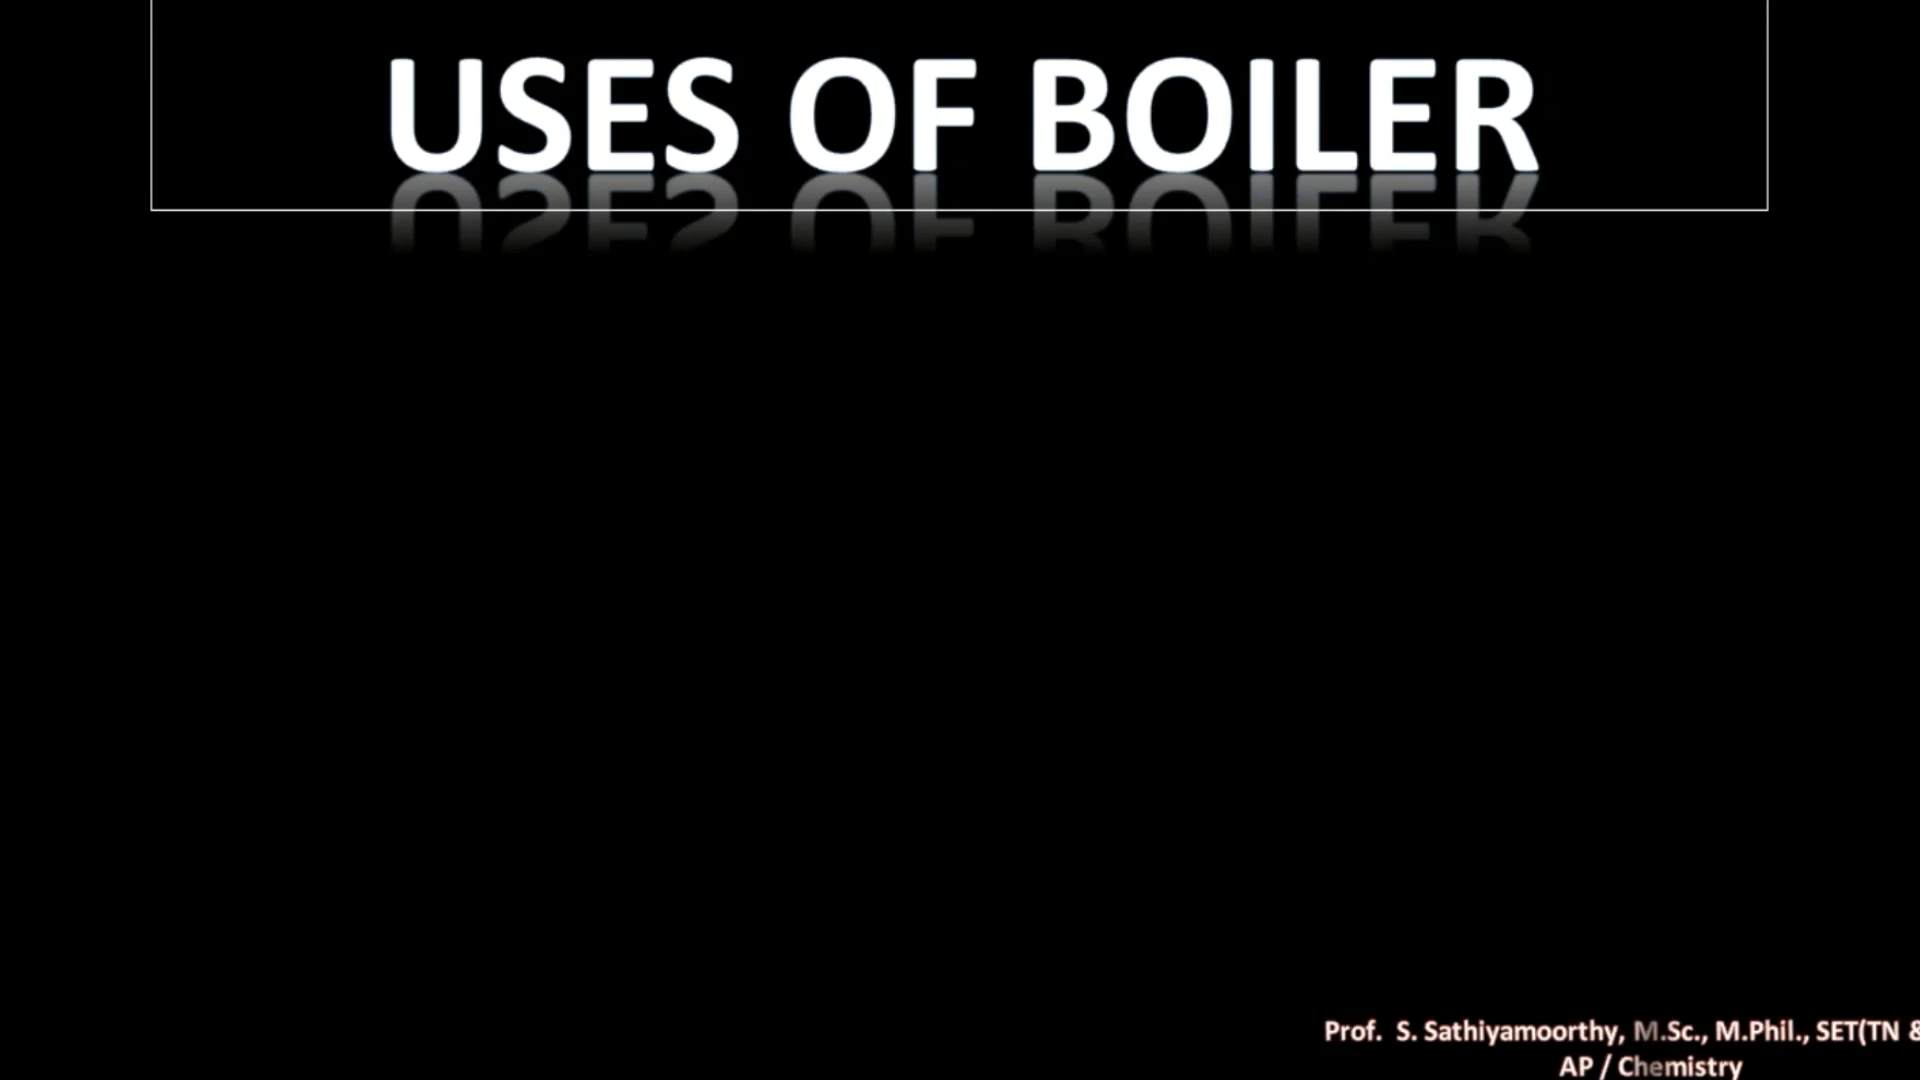 USES OF BOILER
Prof. S. Sathiyamoorthy, M.Sc., M.Phil., SET(TN &
AP / Chemistry